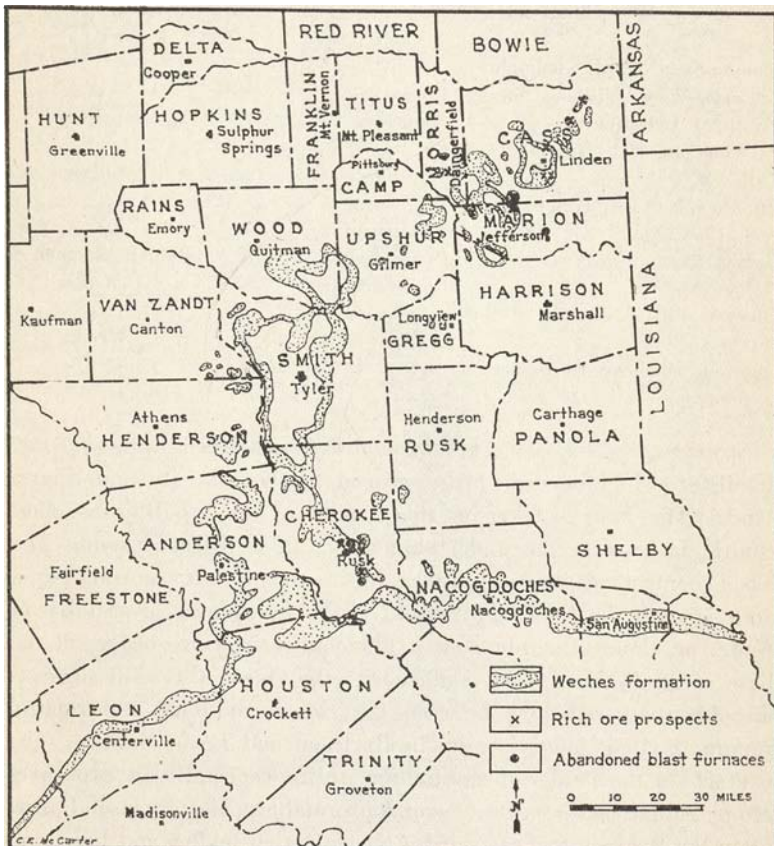 RED RIVER
BOWIE
ARKANSAS
DELTA
Cooper
HUNT
Greenville
HOPKINS
Sulphur
Springs
FRANKLIN
Mt. Vernon
TITUS
Mt. Pleasant
MORRIS
Daingerfield
CASS
Linden
Pittsburg
CAMP
RAINS
Emory
WOOD
Quitman
UPSHUR
Gilmer
MARION
Jefferson
HARRISON
Marshall
Kaufman
VAN ZANDT
Canton
Longview
GREGG
LOUISIANA
SMITH
Tyler
Athens
HENDERSON
Henderson
RUSK
Carthage
PANOLA
CHEROKEE
Rusk
ANDERSON
Palestine
SHELBY
Fairfield
FREESTONE
NACOGDOCHES
Nacogdoches
San Augustine
HOUSTON
Crockett
LEON
Centerville
TRINITY
Groveton
Madisonville
Weches formation
x Rich ore prospects
Abandoned blast furnaces
N
0 10 20 30 MILES
C.E. McCarter